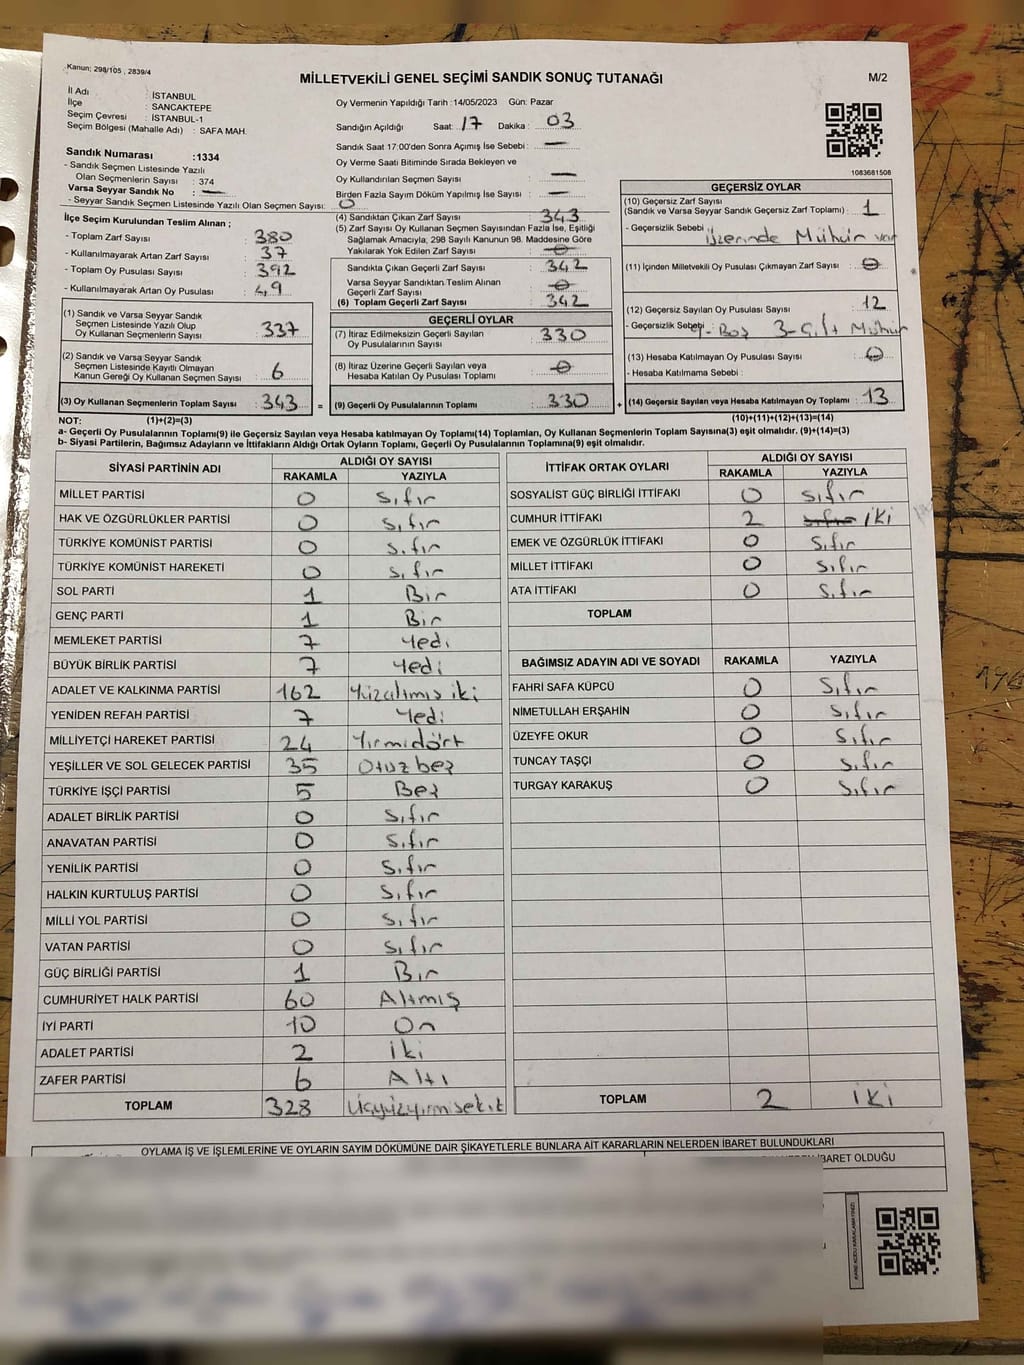 Kanun; 298/105 , 2839/4
MİLLETVEKİLİ GENEL SEÇİMİ SANDIK SONUÇ TUTANAĞI
M/2
İl Adı : İSTANBUL
İlçe : SANCAKTEPE
Seçim Çevresi : İSTANBUL-1
Seçim Bölgesi (Mahalle Adı) : SAFA MAH.
Oy Vermenin Yapıldığı Tarih :14/05/2023 Gün: Pazar
Sandığın Açıldığı Saat: 17 Dakika : 03
Sandık Saat 17:00'den Sonra Açımış İse Sebebi : —
Oy Verme Saati Bitiminde Sırada Bekleyen ve
Oy Kullandırılan Seçmen Sayısı : —
Birden Fazla Sayım Döküm Yapılmış İse Sayısı : —
1083681508
Sandık Numarası :1334
- Sandık Seçmen Listesinde Yazılı
Olan Seçmenlerin Sayısı : 374
Varsa Seyyar Sandık No : —
- Seyyar Sandık Seçmen Listesinde Yazılı Olan Seçmen Sayısı: 0
İlçe Seçim Kurulundan Teslim Alınan ;
- Toplam Zarf Sayısı : 380
- Kullanılmayarak Artan Zarf Sayısı : 37
- Toplam Oy Pusulası Sayısı : 392
- Kullanılmayarak Artan Oy Pusulası : 49
(1) Sandık ve Varsa Seyyar Sandık
Seçmen Listesinde Yazılı Olup
Oy Kullanan Seçmenlerin Sayısı : 337
(2) Sandık ve Varsa Seyyar Sandık
Seçmen Listesinde Kayıtlı Olmayan
Kanun Gereği Oy Kullanan Seçmen Sayısı : 6
(3) Oy Kullanan Seçmenlerin Toplam Sayısı : 343 =
(4) Sandıktan Çıkan Zarf Sayısı : 343
(5) Zarf Sayısı Oy Kullanan Seçmen Sayısından Fazla İse, Eşitliği
Sağlamak Amacıyla, 298 Sayılı Kanunun 98. Maddesine Göre
Yakılarak Yok Edilen Zarf Sayısı : 0
Sandıkta Çıkan Geçerli Zarf Sayısı : 342
Varsa Seyyar Sandıktan Teslim Alınan
Geçerli Zarf Sayısı : 0
(6) Toplam Geçerli Zarf Sayısı : 342
GEÇERLİ OYLAR
(7) İtiraz Edilmeksizin Geçerli Sayılan
Oy Pusulalarının Sayısı : 330
(8) İtiraz Üzerine Geçerli Sayılan veya
Hesaba Katılan Oy Pusulası Toplamı : 0
(9) Geçerli Oy Pusulalarının Toplamı : 330 +
GEÇERSİZ OYLAR
(10) Geçersiz Zarf Sayısı
(Sandık ve Varsa Seyyar Sandık Geçersiz Zarf Toplamı) : 1
- Geçersizlik Sebebi : üzerinde Mühür var
(11) İçinden Milletvekili Oy Pusulası Çıkmayan Zarf Sayısı : 0
(12) Geçersiz Sayılan Oy Pusulası Sayısı : 12
- Geçersizlik Sebebi: 9-Boş 3-Çift Mühür
(13) Hesaba Katılmayan Oy Pusulası Sayısı : 0
- Hesaba Katılmama Sebebi :
(14) Geçersiz Sayılan veya Hesaba Katılmayan Oy Toplamı : 13
NOT: (1)+(2)=(3)
(10)+(11)+(12)+(13)=(14)
a- Geçerli Oy Pusulalarının Toplamı(9) ile Geçersiz Sayılan veya Hesaba katılmayan Oy Toplamı(14) Toplamları, Oy Kullanan Seçmenlerin Toplam Sayısına(3) eşit olmalıdır. (9)+(14)=(3)
b- Siyasi Partilerin, Bağımsız Adayların ve İttifakların Aldığı Oyların Toplamı, Geçerli Oy Pusulalarının Toplamına(9) eşit olmalıdır.
SİYASİ PARTİNİN ADI ALDIĞI OY SAYISI
RAKAMLA YAZIYLA
MİLLET PARTİSİ 0 Sıfır
HAK VE ÖZGÜRLÜKLER PARTİSİ 0 Sıfır
TÜRKİYE KOMÜNİST PARTİSİ 0 Sıfır
TÜRKİYE KOMÜNİST HAREKETİ 0 Sıfır
SOL PARTİ 1 Bir
GENÇ PARTİ 1 Bir
MEMLEKET PARTİSİ 7 Yedi
BÜYÜK BİRLİK PARTİSİ 7 Yedi
ADALET VE KALKINMA PARTİSİ 162 Yüzaltmışiki
YENİDEN REFAH PARTİSİ 7 Yedi
MİLLİYETÇİ HAREKET PARTİSİ 24 Yirmidört
YEŞİLLER VE SOL GELECEK PARTİSİ 35 Otuzbeş
TÜRKİYE İŞÇİ PARTİSİ 5 Beş
ADALET BİRLİK PARTİSİ 0 Sıfır
ANAVATAN PARTİSİ 0 Sıfır
YENİLİK PARTİSİ 0 Sıfır
HALKIN KURTULUŞ PARTİSİ 0 Sıfır
MİLLİ YOL PARTİSİ 0 Sıfır
VATAN PARTİSİ 0 Sıfır
GÜÇ BİRLİĞİ PARTİSİ 1 Bir
CUMHURİYET HALK PARTİSİ 60 Altmış
İYİ PARTİ 10 On
ADALET PARTİSİ 2 İki
ZAFER PARTİSİ 6 Altı
TOPLAM 328 Üçyüzyirmisekit
İTTİFAK ORTAK OYLARI ALDIĞI OY SAYISI
RAKAMLA YAZIYLA
SOSYALİST GÜÇ BİRLİĞİ İTTİFAKI 0 Sıfır
CUMHUR İTTİFAKI 2 Sıfır İKİ
EMEK VE ÖZGÜRLÜK İTTİFAKI 0 Sıfır
MİLLET İTTİFAKI 0 Sıfır
ATA İTTİFAKI 0 Sıfır
TOPLAM
BAĞIMSIZ ADAYIN ADI VE SOYADI RAKAMLA YAZIYLA
FAHRİ SAFA KÜPCÜ 0 Sıfır
NİMETULLAH ERŞAHİN 0 Sıfır
ÜZEYFE OKUR 0 Sıfır
TUNCAY TAŞÇI 0 Sıfır
TURGAY KARAKUŞ 0 Sıfır
TOPLAM 2 İKİ
OYLAMA İŞ VE İŞLEMLERİNE VE OYLARIN SAYIM DÖKÜMÜNE DAİR ŞİKAYETLERLE BUNLARA AİT KARARLARIN NELERDEN İBARET BULUNDUKLARI
İBARET OLDUĞU